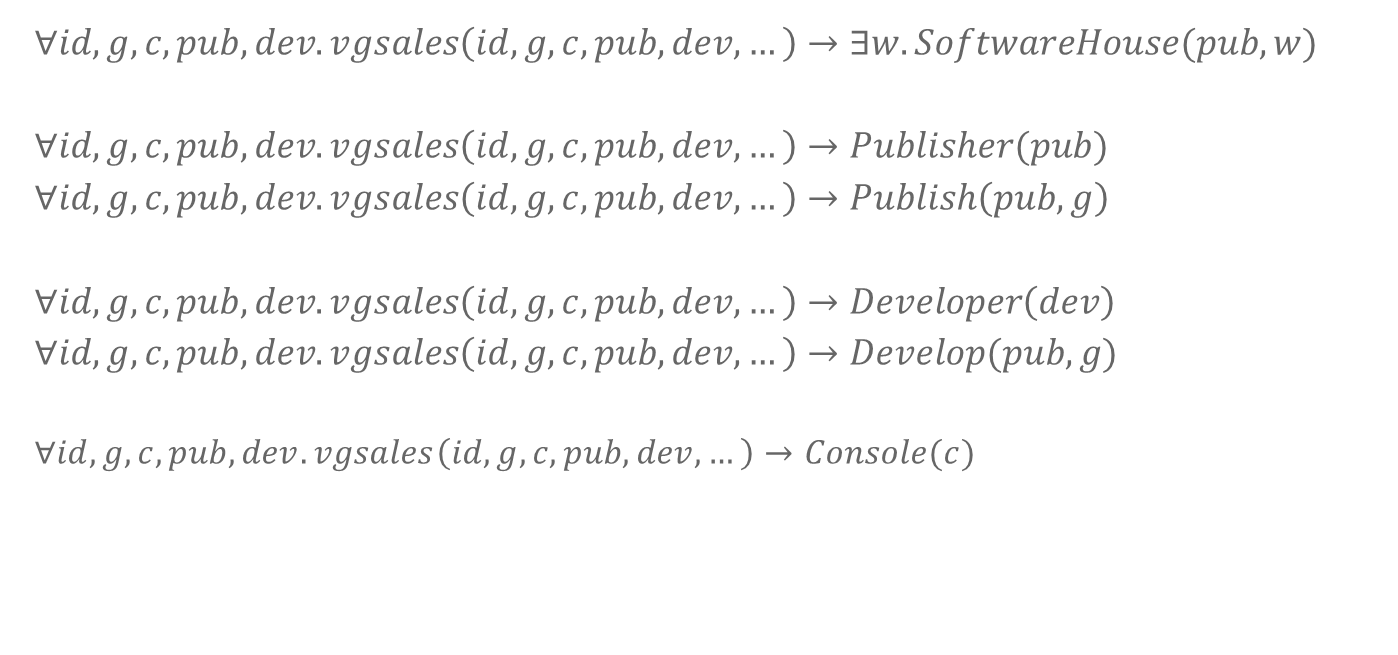 ∀id, g, c, pub, dev. vgsales(id, g, c, pub, dev, … ) → ∃w. SoftwareHouse(pub, w)
∀id, g, c, pub, dev. vgsales(id, g, c, pub, dev, … ) → Publisher(pub)
∀id, g, c, pub, dev. vgsales(id, g, c, pub, dev, … ) → Publish(pub, g)
∀id, g, c, pub, dev. vgsales(id, g, c, pub, dev, … ) → Developer(dev)
∀id, g, c, pub, dev. vgsales(id, g, c, pub, dev, … ) → Develop(pub, g)
∀id, g, c, pub, dev. vgsales(id, g, c, pub, dev, … ) → Console(c)